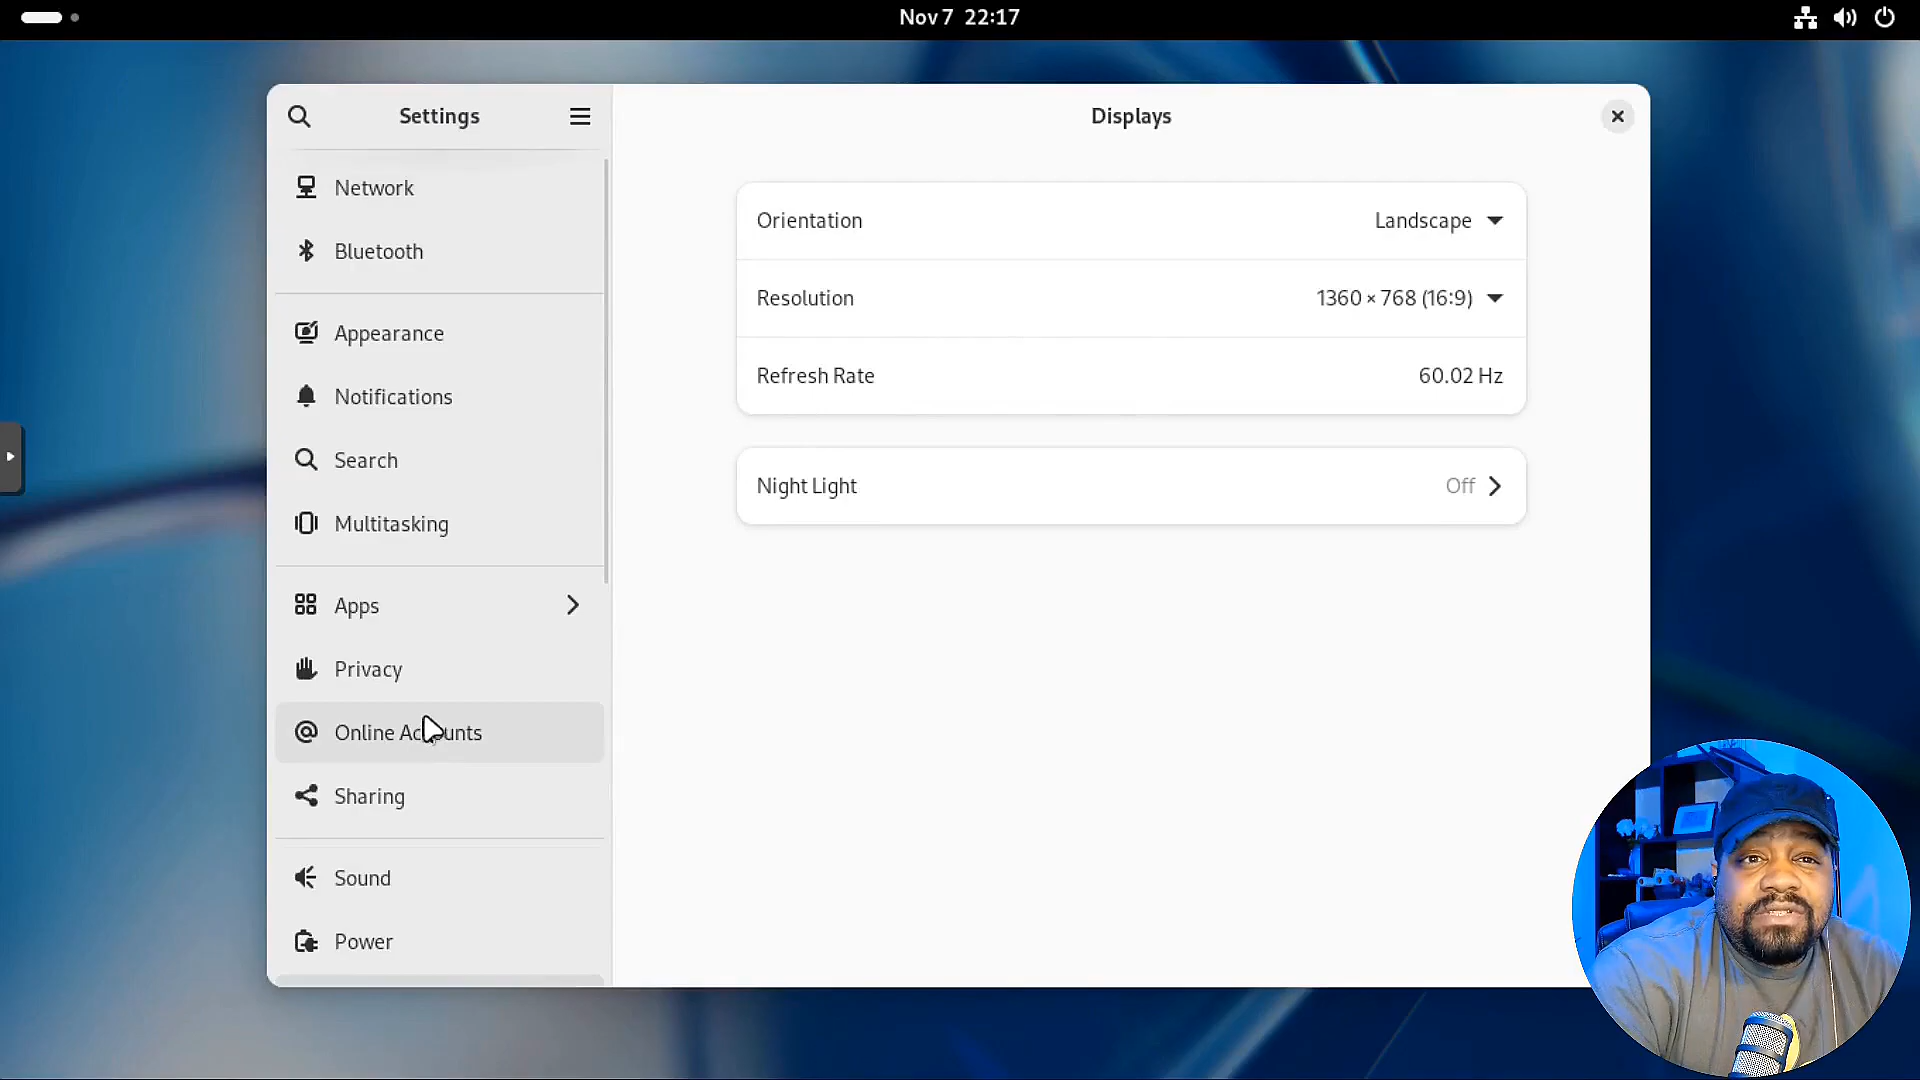 Nov 7 22:17
Settings
Displays
Network
Bluetooth
Appearance
Notifications
Search
Multitasking
Apps
Privacy
Online Accounts
Sharing
Sound
Power
Orientation
Landscape
Resolution
1360 × 768 (16:9)
Refresh Rate
60.02 Hz
Night Light
Off